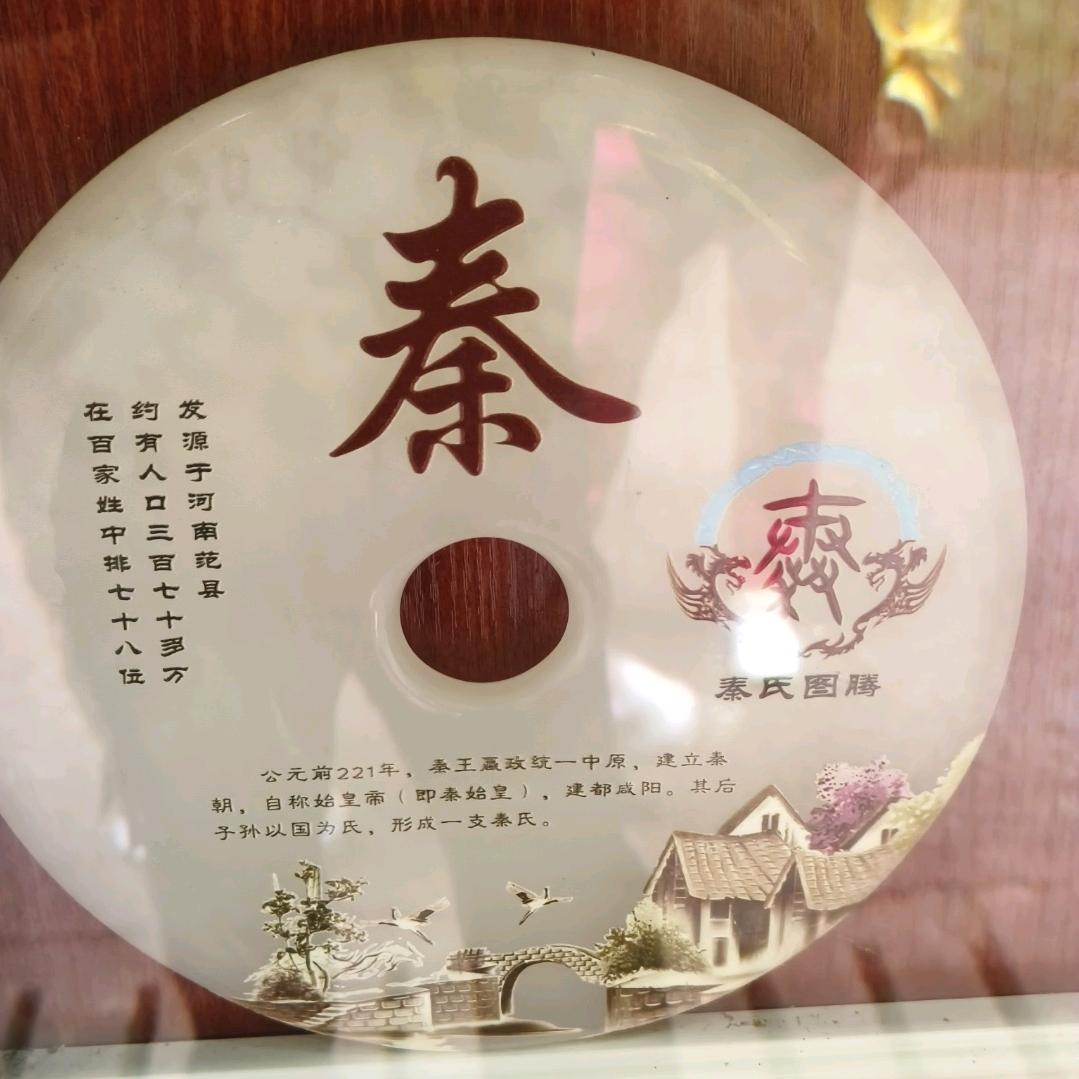 秦
发源于河南范县
约有人口三百七十多万
在百家姓中排七十八位
秦氏图腾
公元前221年，秦王嬴政统一中原，建立秦
朝，自称始皇帝（即秦始皇），建都咸阳。其后
子孙以国为氏，形成一支秦氏。